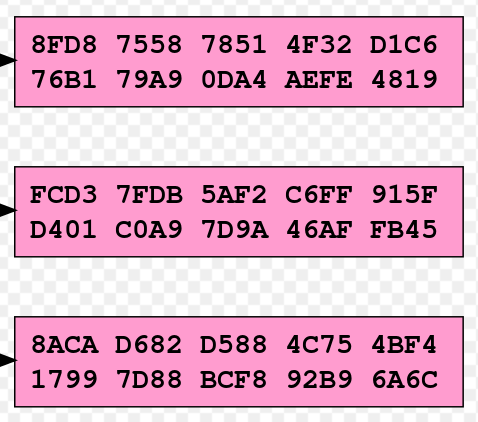 8FD8 7558 7851 4F32 D1C6
76B1 79A9 0DA4 AEFE 4819
FCD3 7FDB 5AF2 C6FF 915F
D401 C0A9 7D9A 46AF FB45
8ACA D682 D588 4C75 4BF4
1799 7D88 BCF8 92B9 6A6C